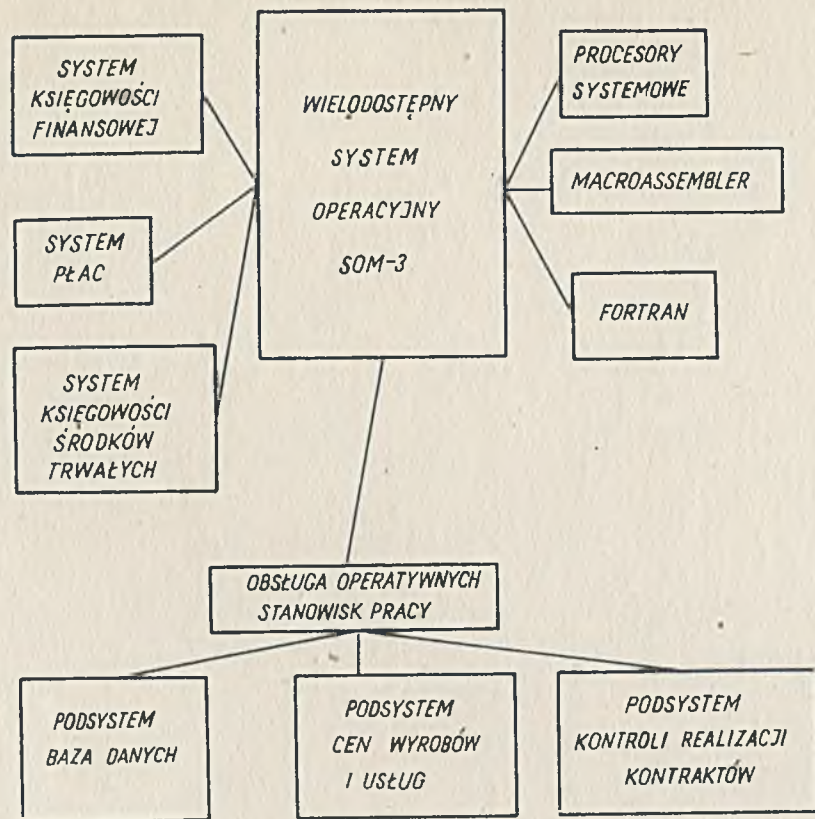 SYSTEM
KSIĘGOWOŚCI
FINANSOWEJ
SYSTEM
PŁAC
SYSTEM
KSIĘGOWOŚCI
ŚRODKÓW
TRWAŁYCH
WIELODOSTĘPNY
SYSTEM
OPERACYJNY
SOM-3
PROCESORY
SYSTEMOWE
MACROASSEMBLER
FORTRAN
OBSŁUGA OPERATYWNYCH
STANOWISK PRACY
PODSYSTEM
BAZA DANYCH
PODSYSTEM
CEN WYROBÓW
I USŁUG
PODSYSTEM
KONTROLI REALIZACJI
KONTRAKTÓW